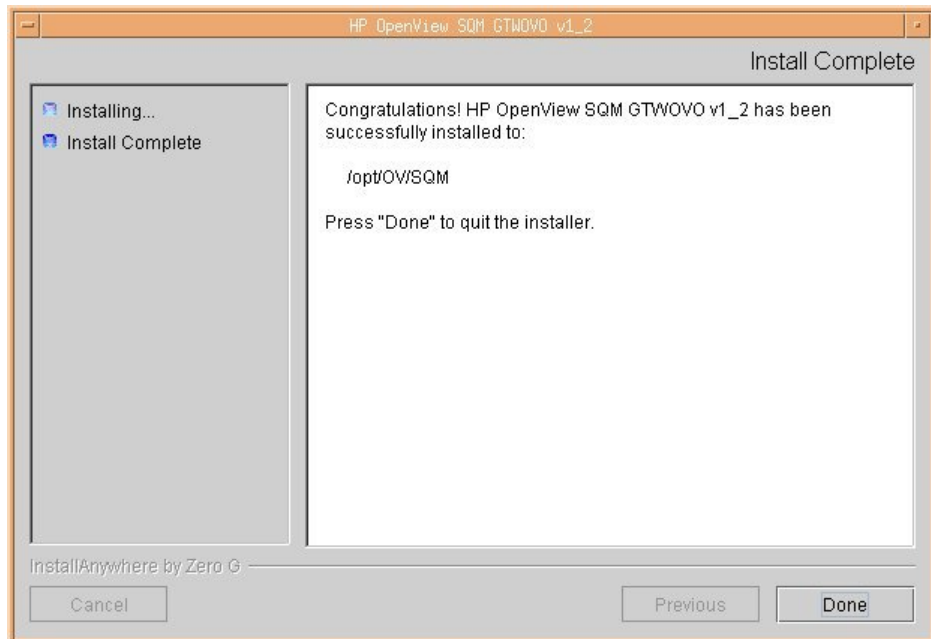 HP OpenView SQM GTWOVO v1_2
Install Complete
Installing...
Install Complete
Congratulations! HP OpenView SQM GTWOVO v1_2 has been
successfully installed to:
/opt/OV/SQM
Press "Done" to quit the installer.
InstallAnywhere by Zero G
Cancel
Previous
Done